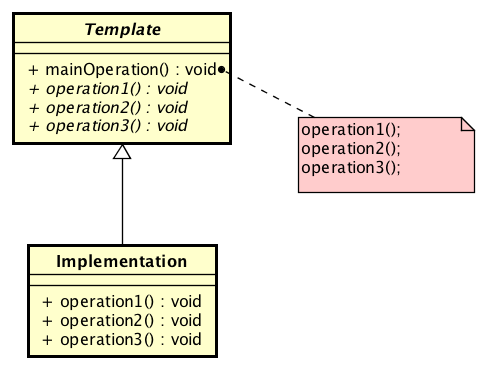 Template
+ mainOperation() : void
+ operation1() : void
+ operation2() : void
+ operation3() : void
operation1();
operation2();
operation3();
Implementation
+ operation1() : void
+ operation2() : void
+ operation3() : void